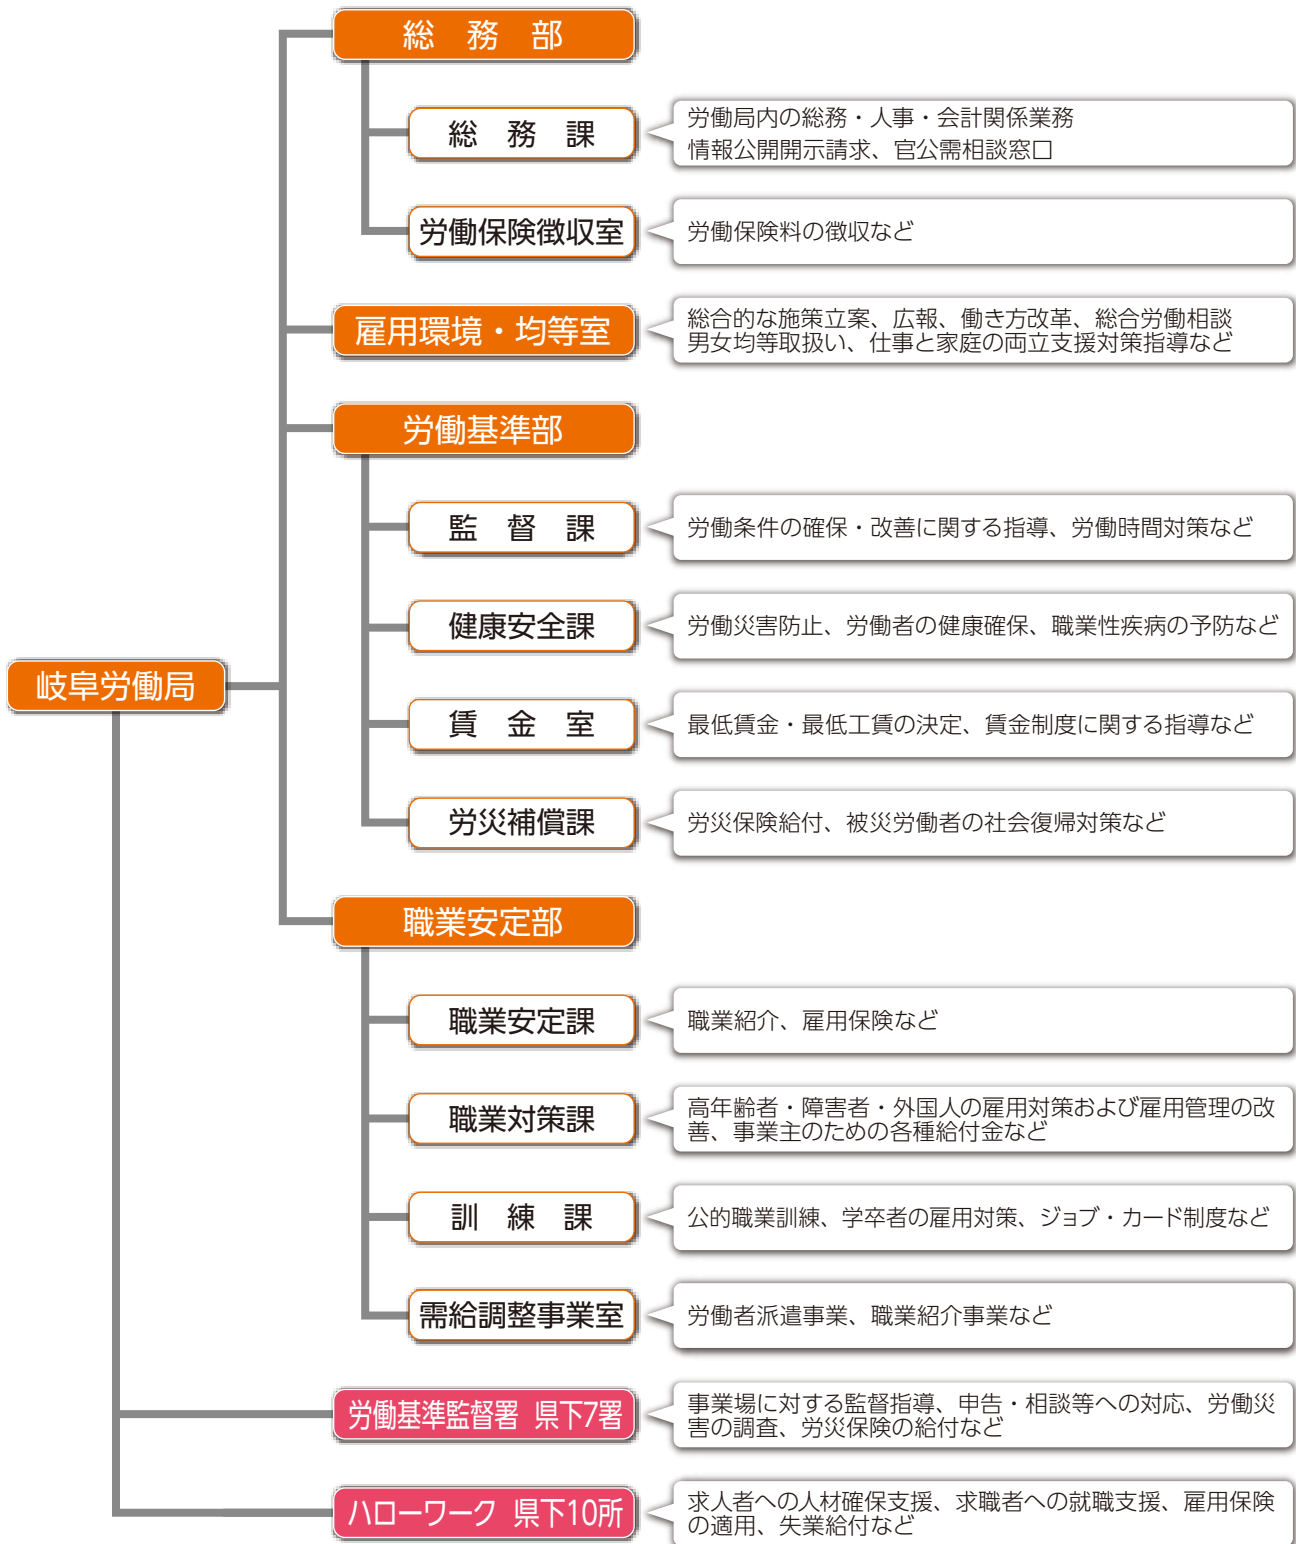 総　務　部
総　務　課
労働局内の総務・人事・会計関係業務
情報公開開示請求、官公需相談窓口
労働保険徴収室
労働保険料の徴収など
雇用環境・均等室
総合的な施策立案、広報、働き方改革、総合労働相談
男女均等取扱い、仕事と家庭の両立支援対策指導など
労働基準部
監　督　課
労働条件の確保・改善に関する指導、労働時間対策など
健康安全課
労働災害防止、労働者の健康確保、職業性疾病の予防など
岐阜労働局
賃　金　室
最低賃金・最低工賃の決定、賃金制度に関する指導など
労災補償課
労災保険給付、被災労働者の社会復帰対策など
職業安定部
職業安定課
職業紹介、雇用保険など
職業対策課
高年齢者・障害者・外国人の雇用対策および雇用管理の改
善、事業主のための各種給付金など
訓　練　課
公的職業訓練、学卒者の雇用対策、ジョブ・カード制度など
需給調整事業室
労働者派遣事業、職業紹介事業など
労働基準監督署 県下7署
事業場に対する監督指導、申告・相談等への対応、労働災
害の調査、労災保険の給付など
ハローワーク 県下10所
求人者への人材確保支援、求職者への就職支援、雇用保険
の適用、失業給付など